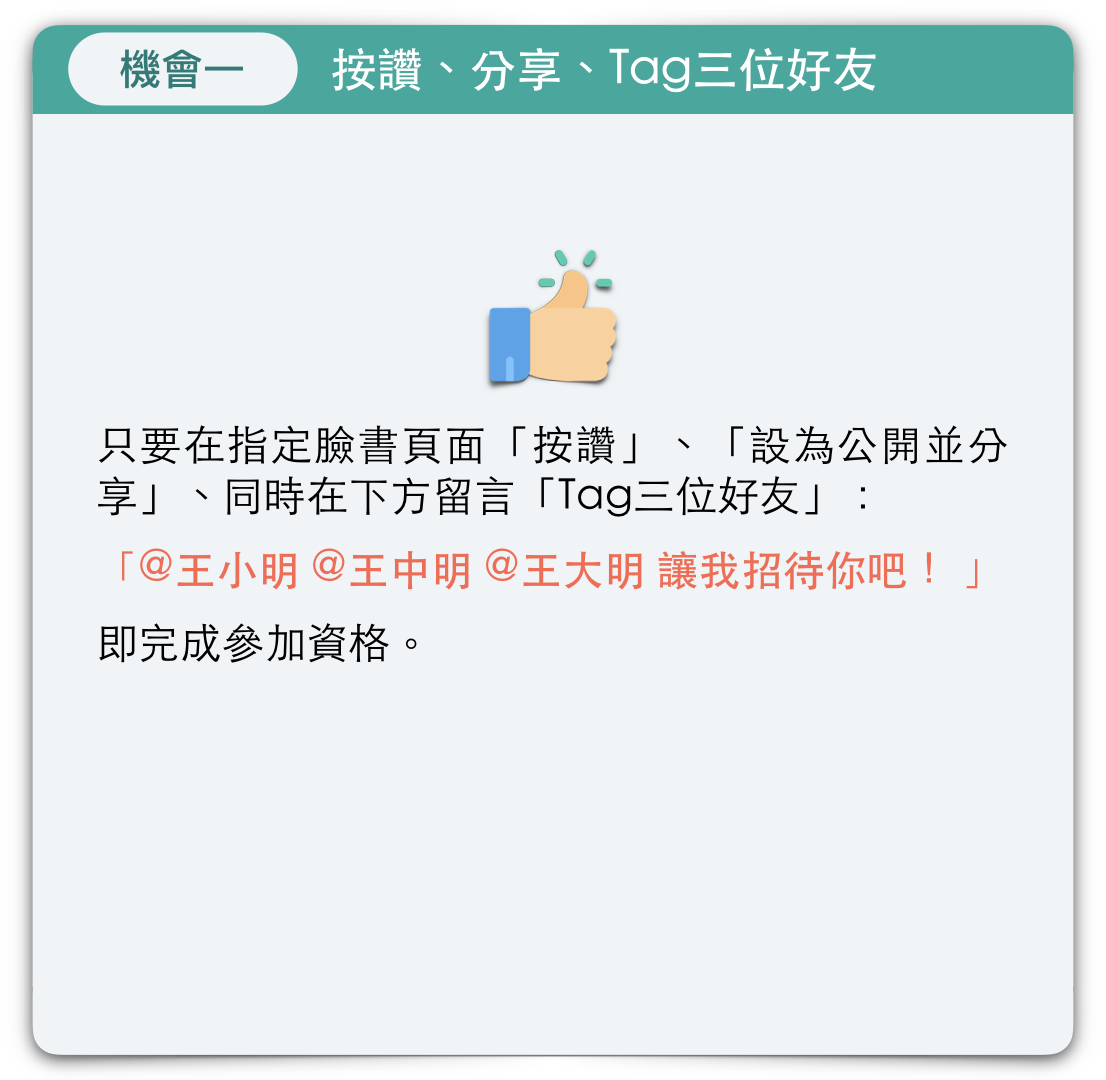 機會一
按讚、分享、Tag三位好友
只要在指定臉書頁面「按讚」、「設為公開並分
享」、同時在下方留言「Tag三位好友」:
「@王小明 @王中明 @王大明 讓我招待你吧! 」
即完成參加資格。